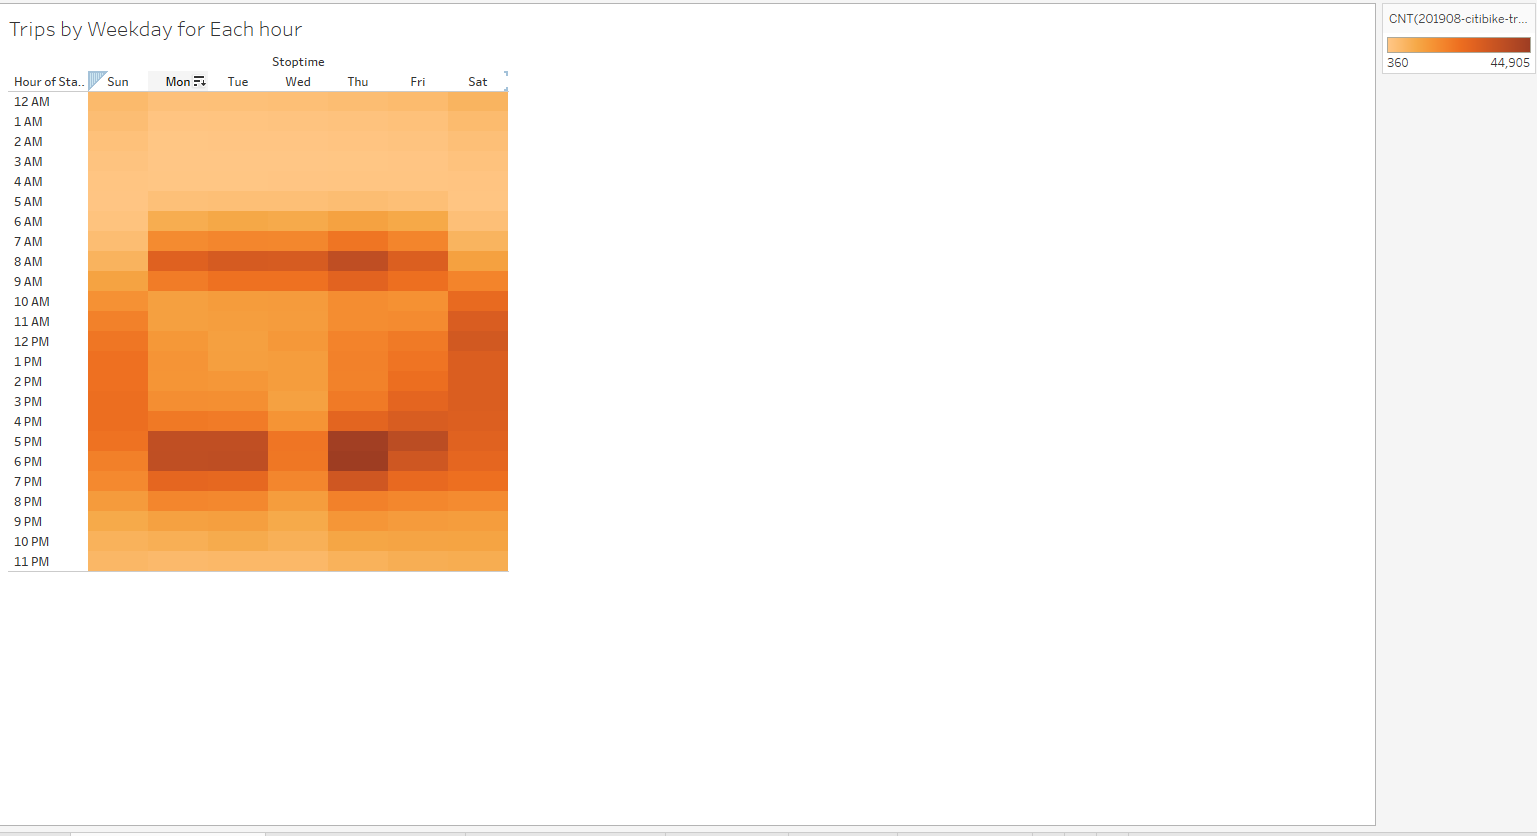 Trips by Weekday for Each hour
CNT(201908-citibike-tr...
360 44,905
Stoptime
Hour of Sta.. Sun Mon Tue Wed Thu Fri Sat
12 AM
1 AM
2 AM
3 AM
4 AM
5 AM
6 AM
7 AM
8 AM
9 AM
10 AM
11 AM
12 PM
1 PM
2 PM
3 PM
4 PM
5 PM
6 PM
7 PM
8 PM
9 PM
10 PM
11 PM